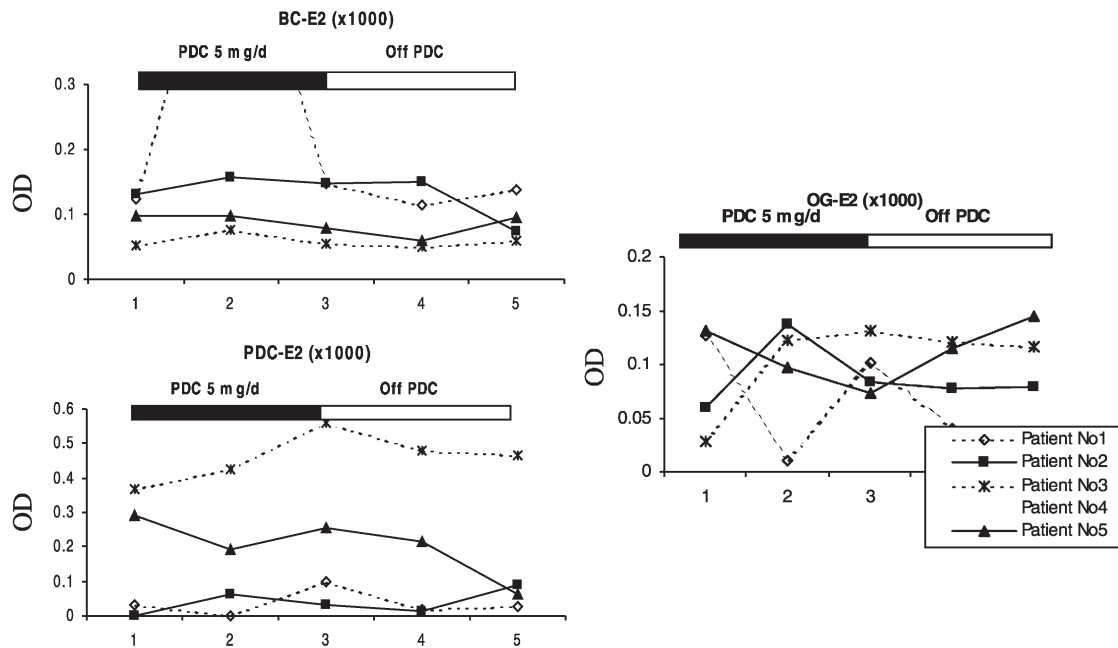 BC-E2 (x1000)
PDC 5 mg/d Off PDC
0.3
0.2
0.1
0
OD
1 2 3 4 5
PDC-E2 (x1000)
PDC 5 mg/d Off PDC
0.6
0.5
0.4
0.3
0.2
0.1
0
OD
1 2 3 4 5
OG-E2 (x1000)
PDC 5 mg/d Off PDC
0.2
0.15
0.1
0.05
0
OD
1 2 3
Patient No1
Patient No2
Patient No3
Patient No4
Patient No5